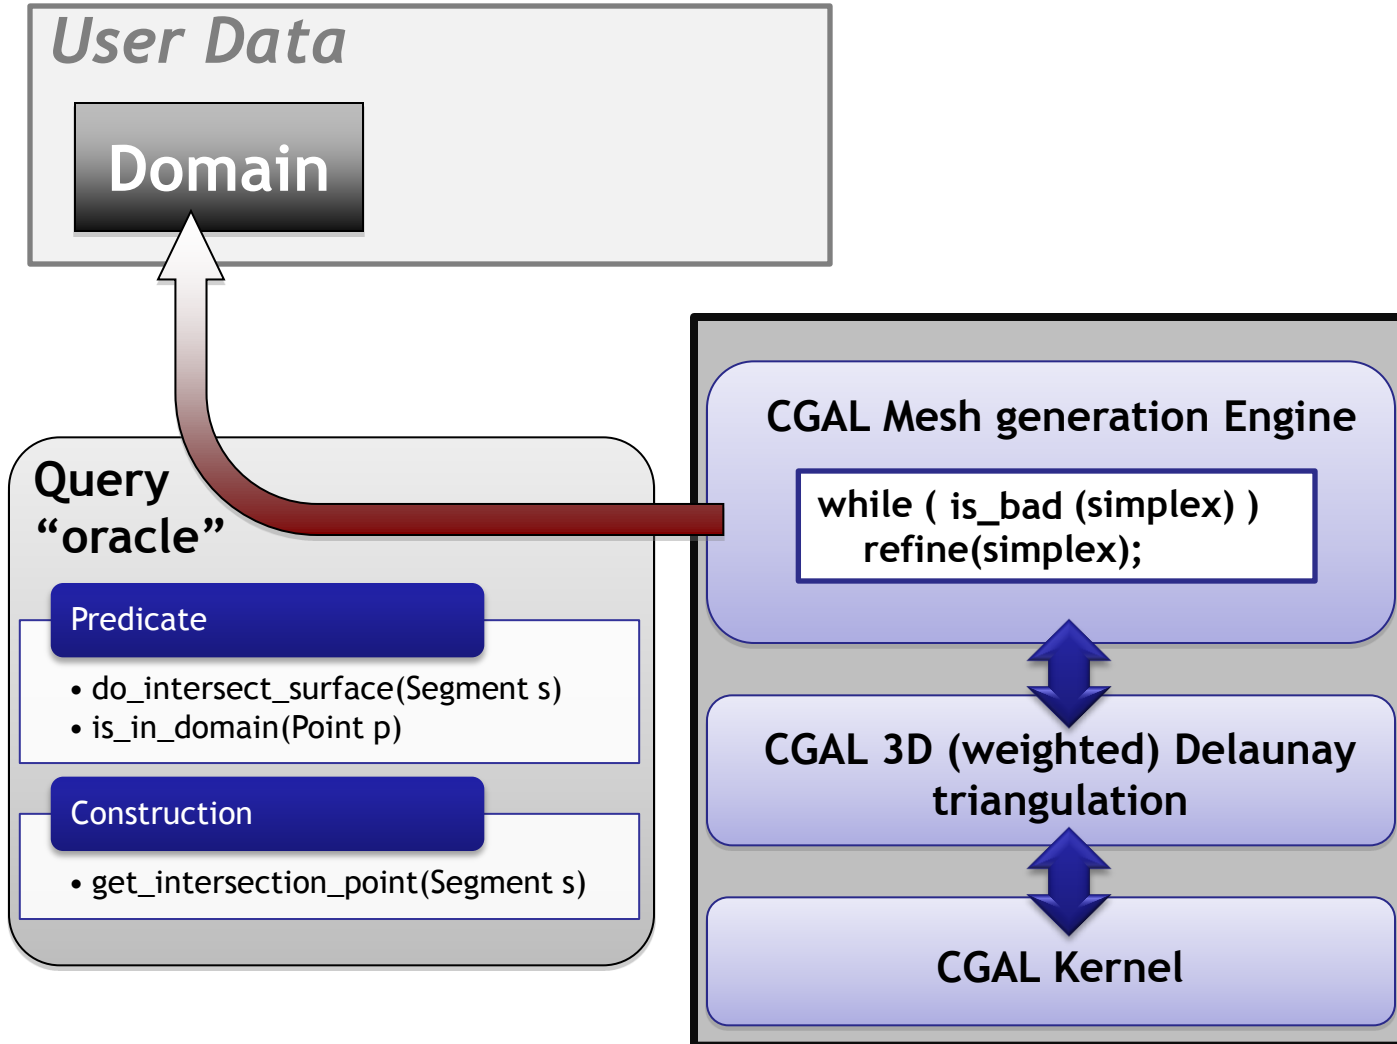 User Data
Domain
Query
“oracle”
Predicate
• do_intersect_surface(Segment s)
• is_in_domain(Point p)
Construction
• get_intersection_point(Segment s)
CGAL Mesh generation Engine
while ( is_bad (simplex) )
refine(simplex);
CGAL 3D (weighted) Delaunay
triangulation
CGAL Kernel